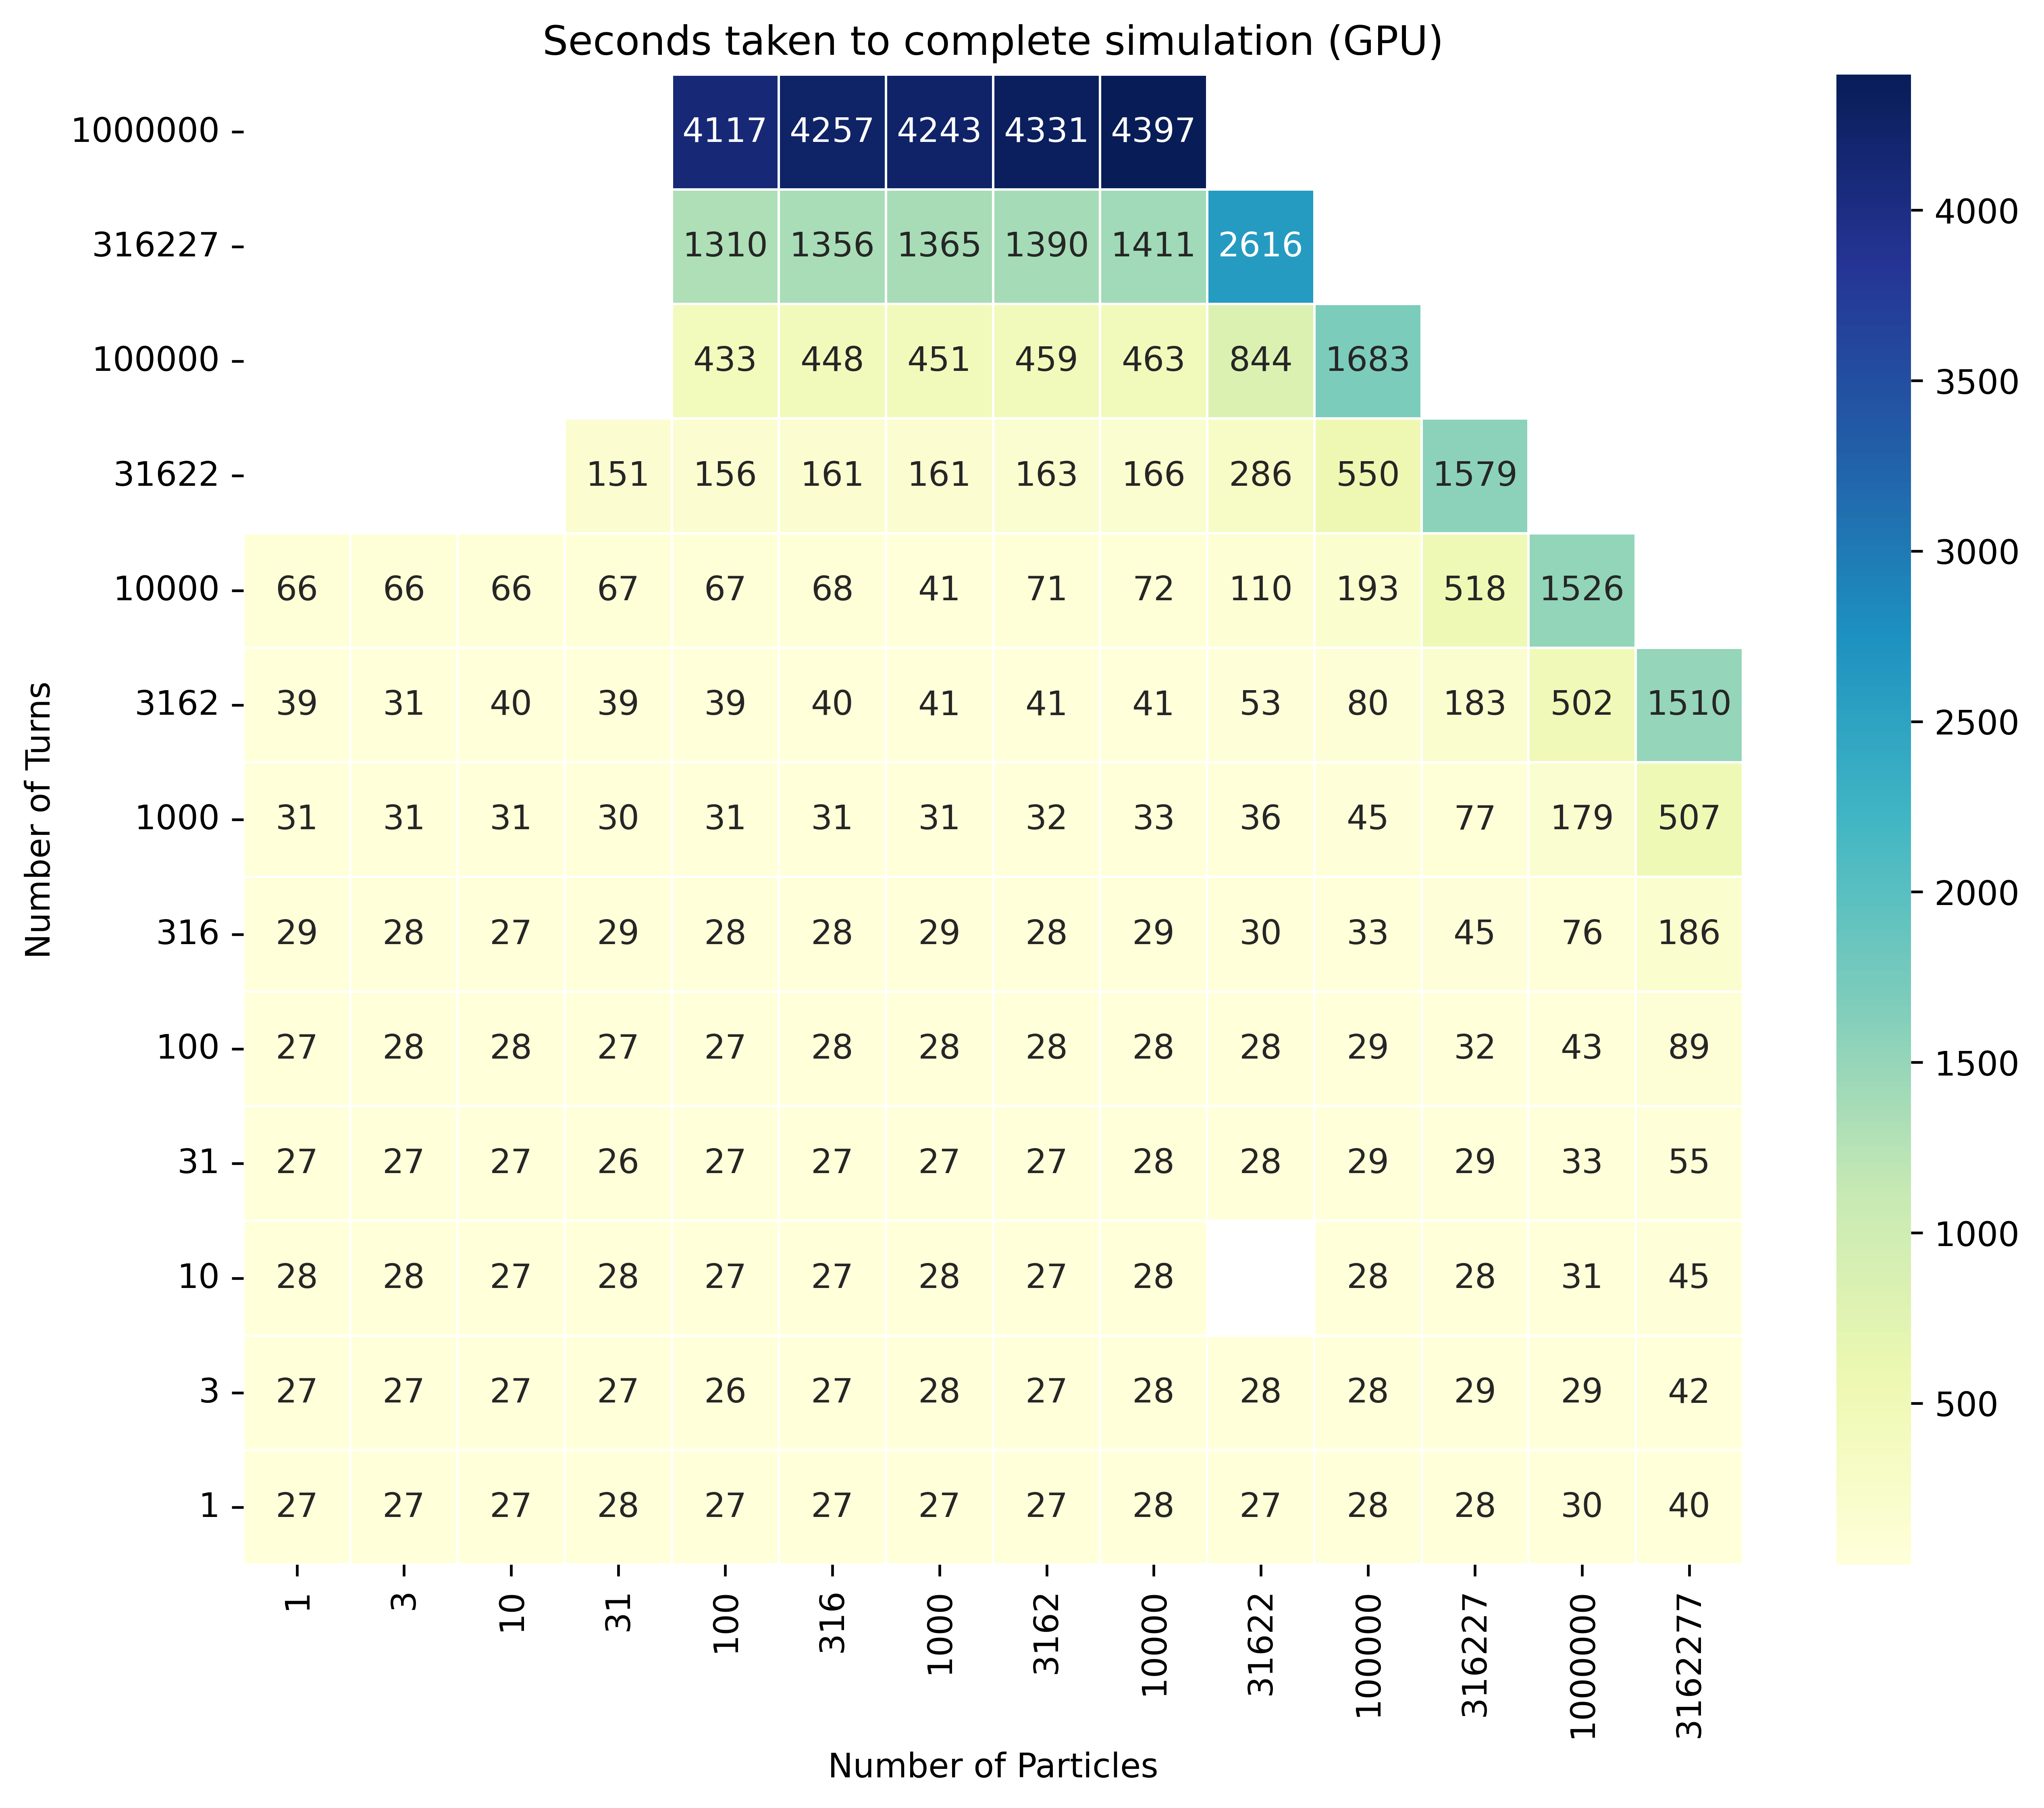 Seconds taken to complete simulation (GPU)
1000000 4117 4257 4243 4331 4397
316227 1310 1356 1365 1390 1411 2616
100000 433 448 451 459 463 844 1683
31622 151 156 161 161 163 166 286 550 1579
10000 66 66 66 67 67 68 41 71 72 110 193 518 1526
3162 39 31 40 39 39 40 41 41 41 53 80 183 502 1510
1000 31 31 31 30 31 31 31 32 33 36 45 77 179 507
316 29 28 27 29 28 28 29 28 29 30 33 45 76 186
100 27 28 28 27 27 28 28 28 28 28 29 32 43 89
31 27 27 27 26 27 27 27 27 28 28 29 29 33 55
10 28 28 27 28 27 27 28 27 28 28 28 31 45
3 27 27 27 27 26 27 28 27 28 28 28 29 29 42
1 27 27 27 28 27 27 27 27 28 27 28 28 30 40
1 3 10 31 100 316 1000 3162 10000 31622 100000 316227 1000000 3162277
Number of Particles
Number of Turns
4000
3500
3000
2500
2000
1500
1000
500